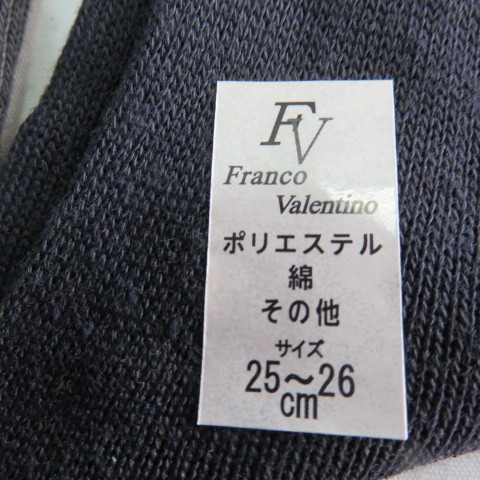 FV
Franco
Valentino
ポリエステル
綿
その他
サイズ
25～26
cm